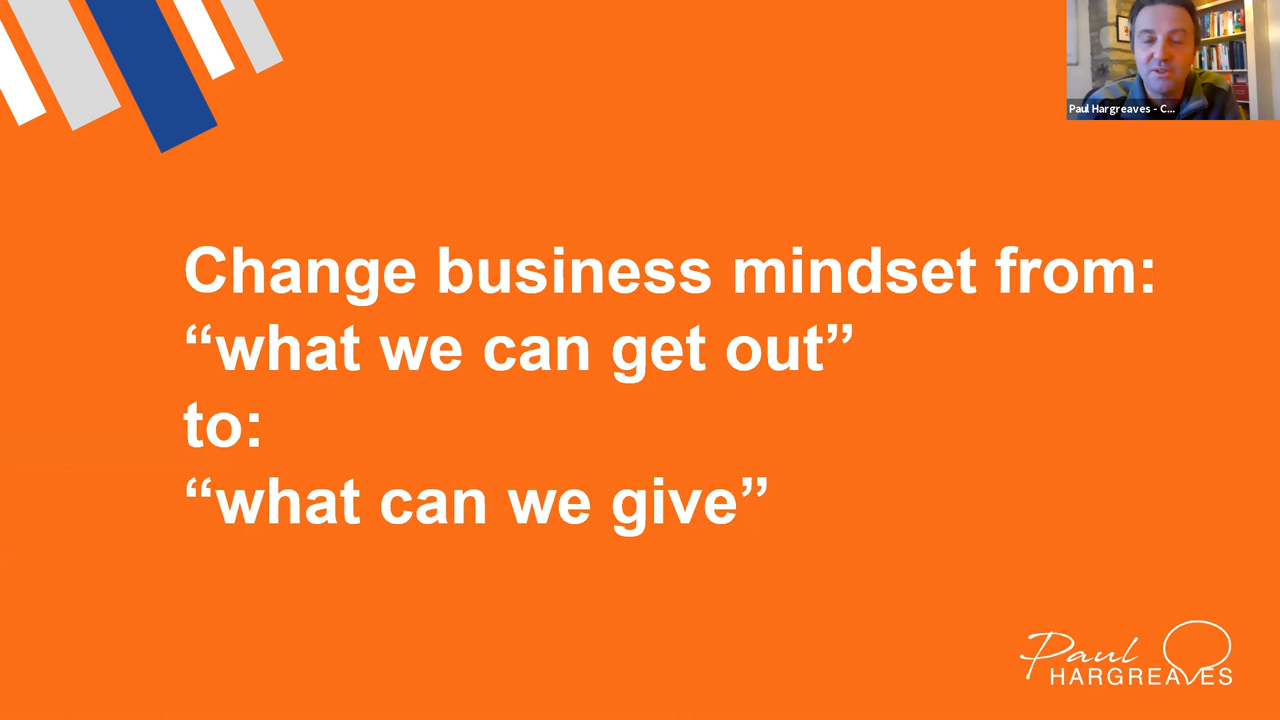 Paul Hargreaves - C...
Change business mindset from:
“what we can get out”
to:
“what can we give”
Paul
HARGREAVES